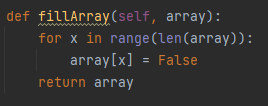 def fillArray(self, array):
    for x in range(len(array)):
        array[x] = False
    return array